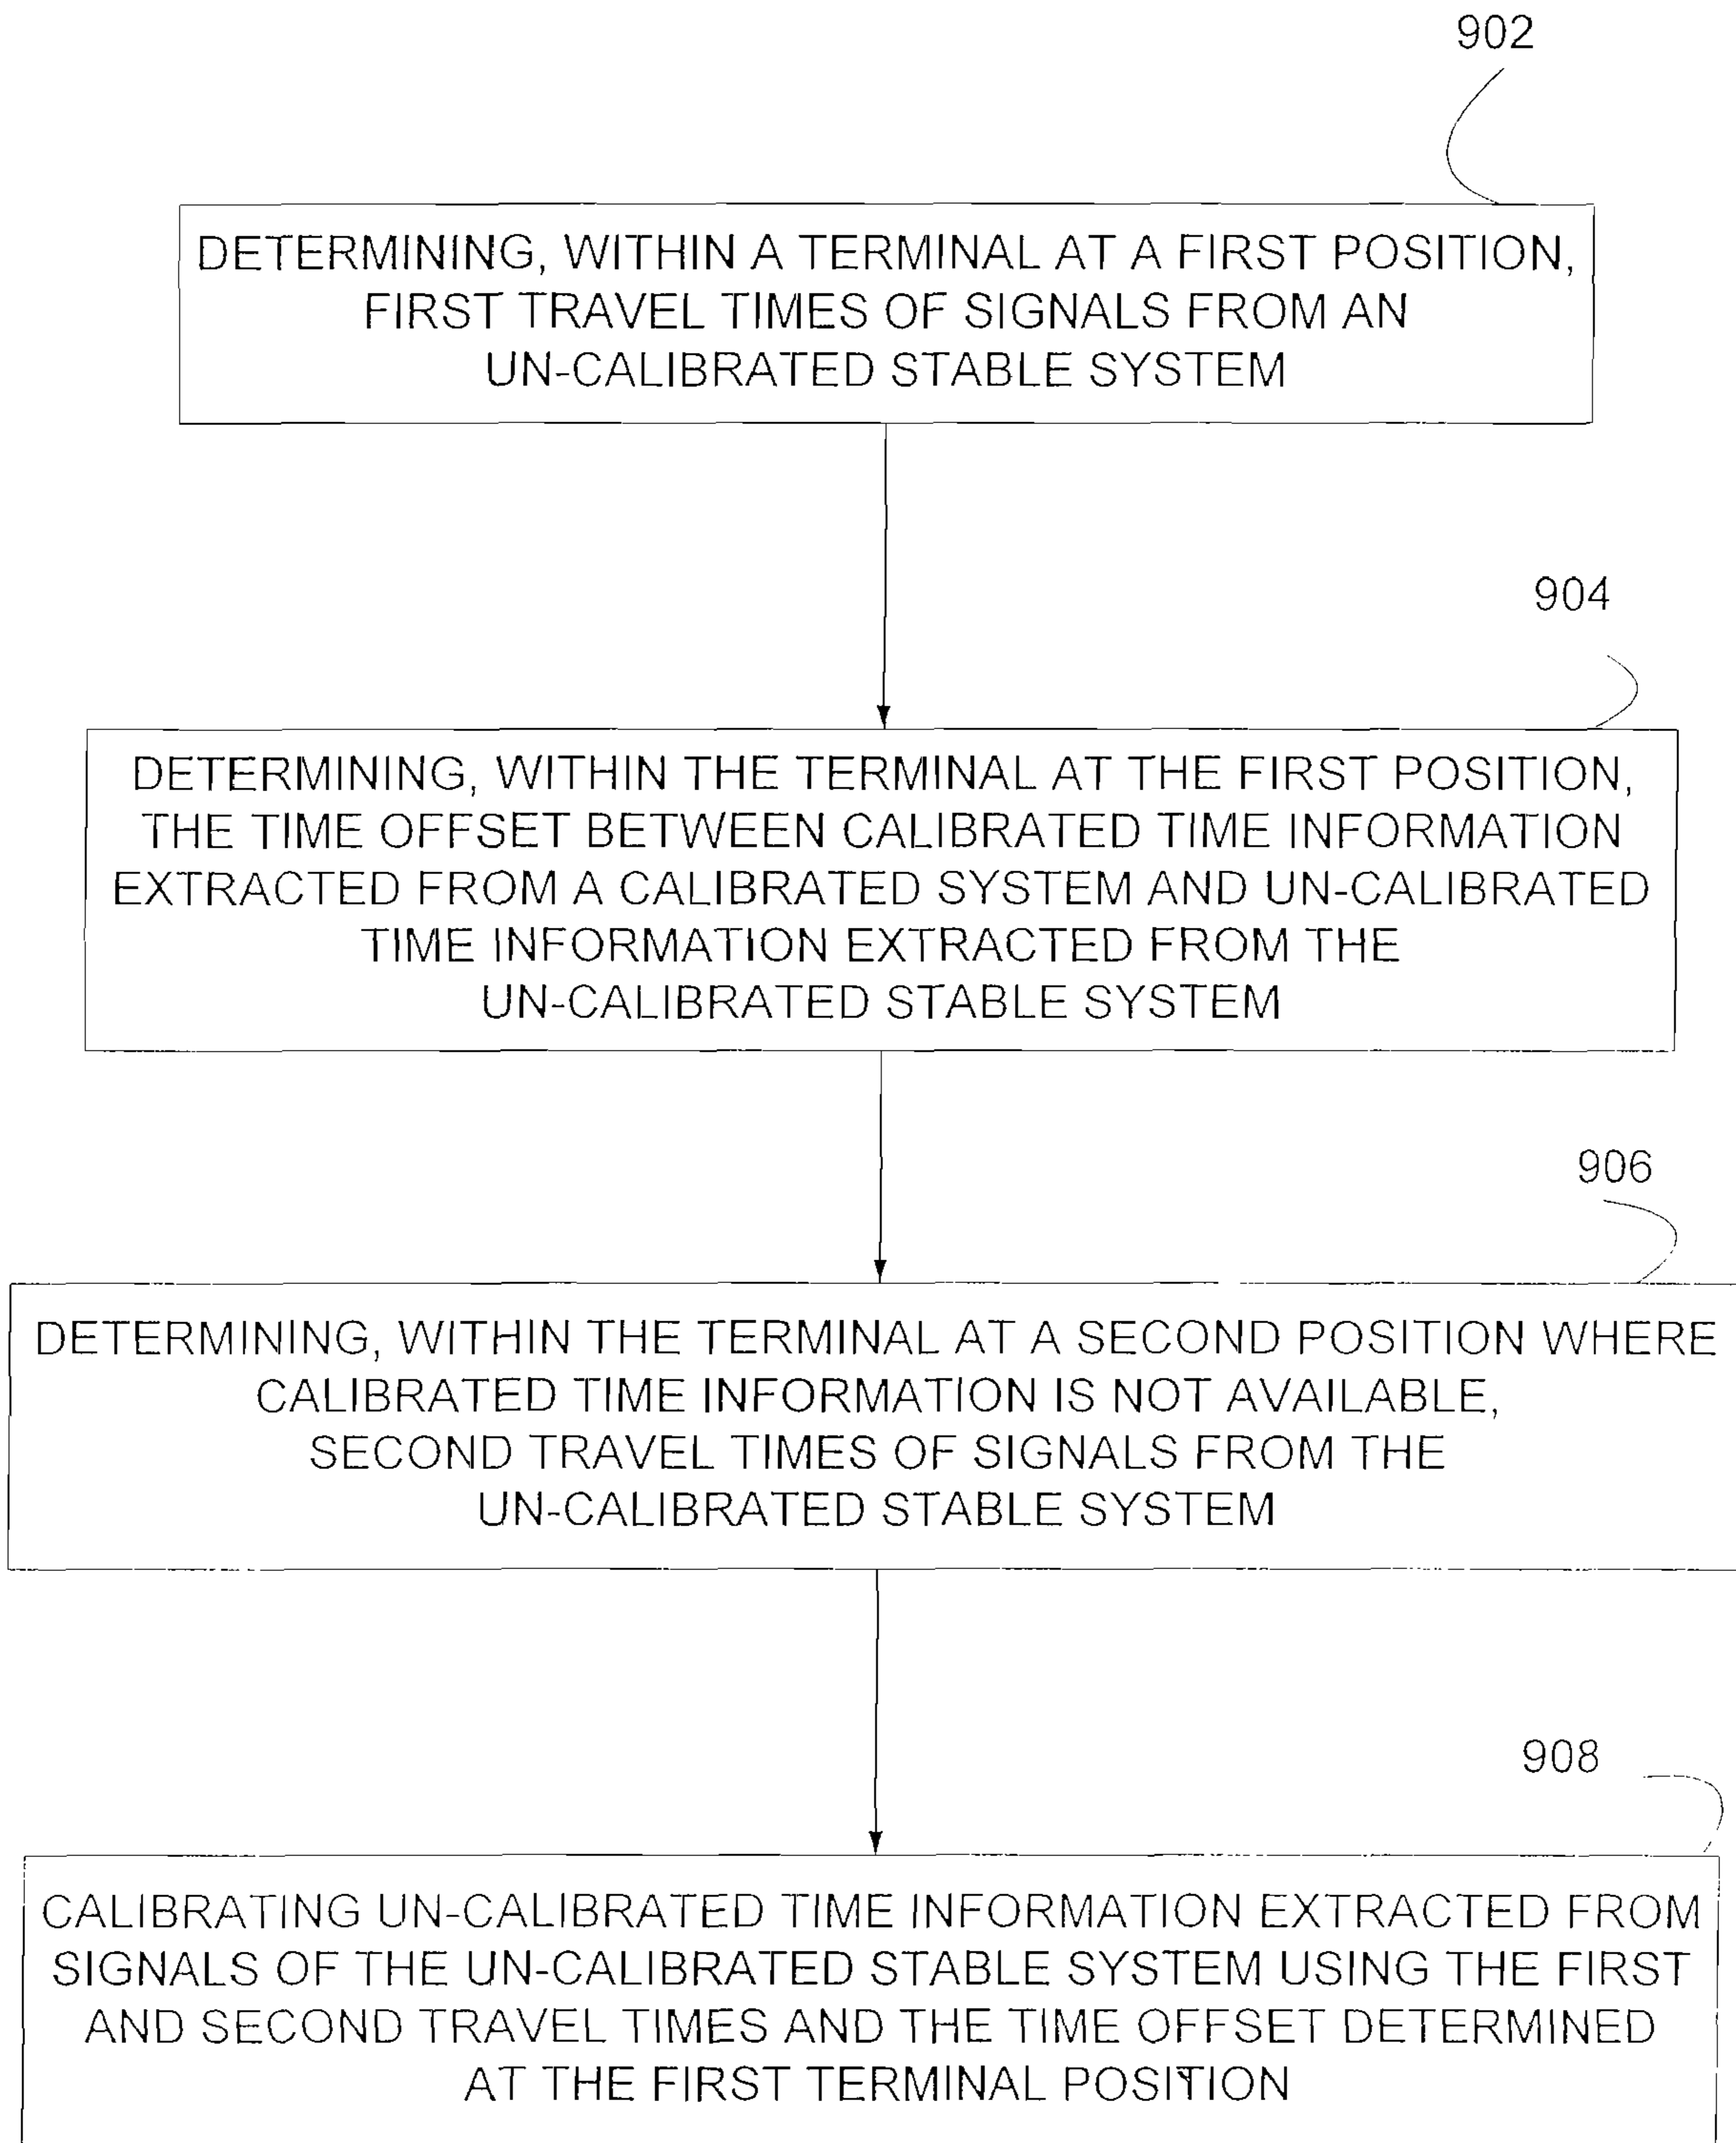 902
DETERMINING, WITHIN A TERMINAL AT A FIRST POSITION,
FIRST TRAVEL TIMES OF SIGNALS FROM AN
UN-CALIBRATED STABLE SYSTEM
904
DETERMINING, WITHIN THE TERMINAL AT THE FIRST POSITION,
THE TIME OFFSET BETWEEN CALIBRATED TIME INFORMATION
EXTRACTED FROM A CALIBRATED SYSTEM AND UN-CALIBRATED
TIME INFORMATION EXTRACTED FROM THE
UN-CALIBRATED STABLE SYSTEM
906
DETERMINING, WITHIN THE TERMINAL AT A SECOND POSITION WHERE
CALIBRATED TIME INFORMATION IS NOT AVAILABLE,
SECOND TRAVEL TIMES OF SIGNALS FROM THE
UN-CALIBRATED STABLE SYSTEM
908
CALIBRATING UN-CALIBRATED TIME INFORMATION EXTRACTED FROM
SIGNALS OF THE UN-CALIBRATED STABLE SYSTEM USING THE FIRST
AND SECOND TRAVEL TIMES AND THE TIME OFFSET DETERMINED
AT THE FIRST TERMINAL POSITION